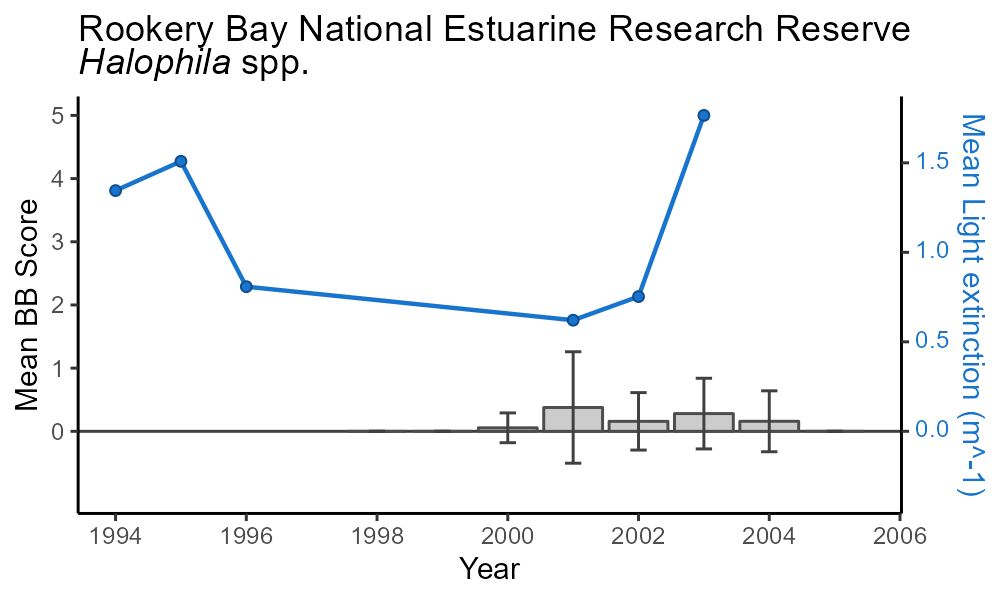 Rookery Bay National Estuarine Research Reserve
Halophila spp.
Mean BB Score
5
4
3
2
1
0
1.5
1.0
0.5
0.0
Mean Light extinction (m^-1)
1994 1996 1998 2000 2002 2004 2006
Year